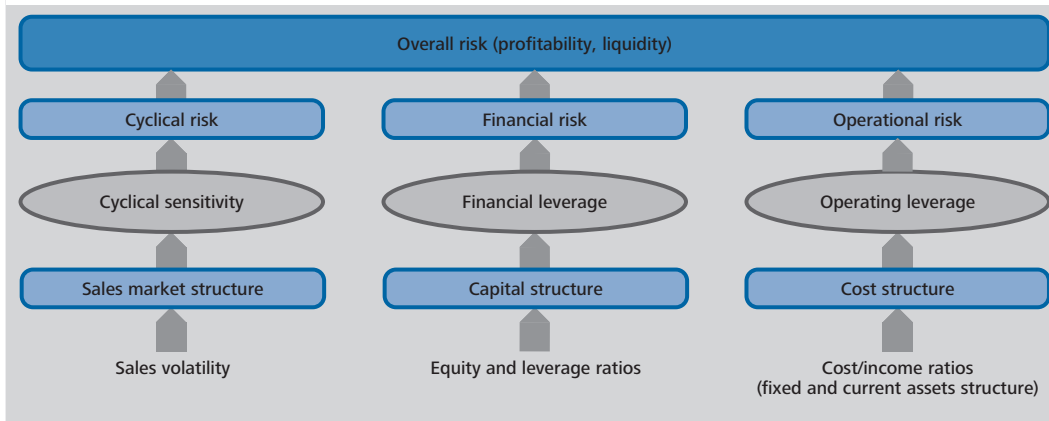 Overall risk (profitability, liquidity)
Cyclical risk
Financial risk
Operational risk
Cyclical sensitivity
Financial leverage
Operating leverage
Sales market structure
Capital structure
Cost structure
Sales volatility
Equity and leverage ratios
Cost/income ratios
(fixed and current assets structure)